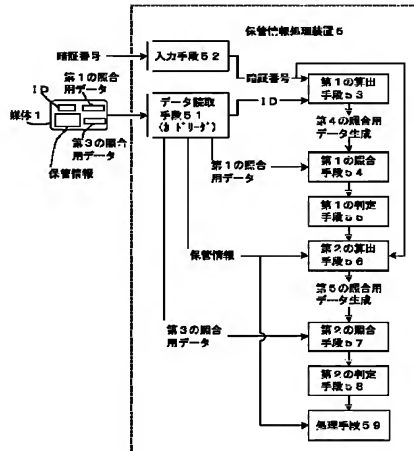 保管情報処理装置5
暗証番号
入力手段52
第1の照合
用データ
ID
媒体1
第3の照合
用データ
保管情報
データ読取
手段51
(カードリーダ)
暗証番号
ID
第1の算出
手段53
第4の照合用
データ生成
第1の照合
用データ
第1の照合
手段54
第1の判定
手段55
保管情報
第2の算出
手段56
第5の照合用
データ生成
第3の照合
用データ
第2の照合
手段57
第2の判定
手段58
処理手段59